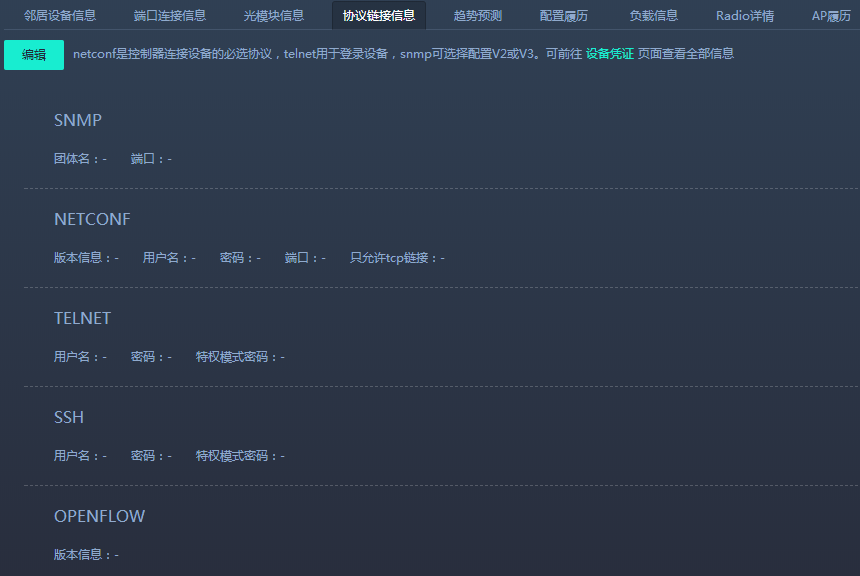 邻居设备信息 端口连接信息 光模块信息 协议链接信息 趋势预测 配置履历 负载信息 Radio详情 AP履历
编辑 netconf是控制器连接设备的必选协议，telnet用于登录设备，snmp可选择配置V2或V3。可前往 设备凭证 页面查看全部信息
SNMP
团体名：- 端口：-
NETCONF
版本信息：- 用户名：- 密码：- 端口：- 只允许tcp链接：-
TELNET
用户名：- 密码：- 特权模式密码：-
SSH
用户名：- 密码：- 特权模式密码：-
OPENFLOW
版本信息：-